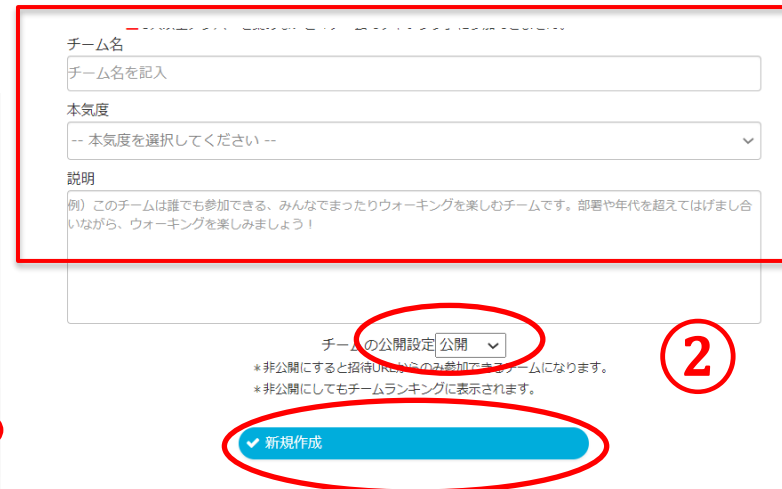 チーム名
チーム名を記入
本気度
-- 本気度を選択してください --
説明
例）このチームは誰でも参加できる、みんなでまったりウォーキングを楽しむチームです。部署や年代を超えてはげまし合
いながら、ウォーキングを楽しみましょう！
チームの公開設定 公開
＊非公開にすると招待URLからのみ参加できるチームになります。
＊非公開にしてもチームランキングに表示されます。
②
新規作成